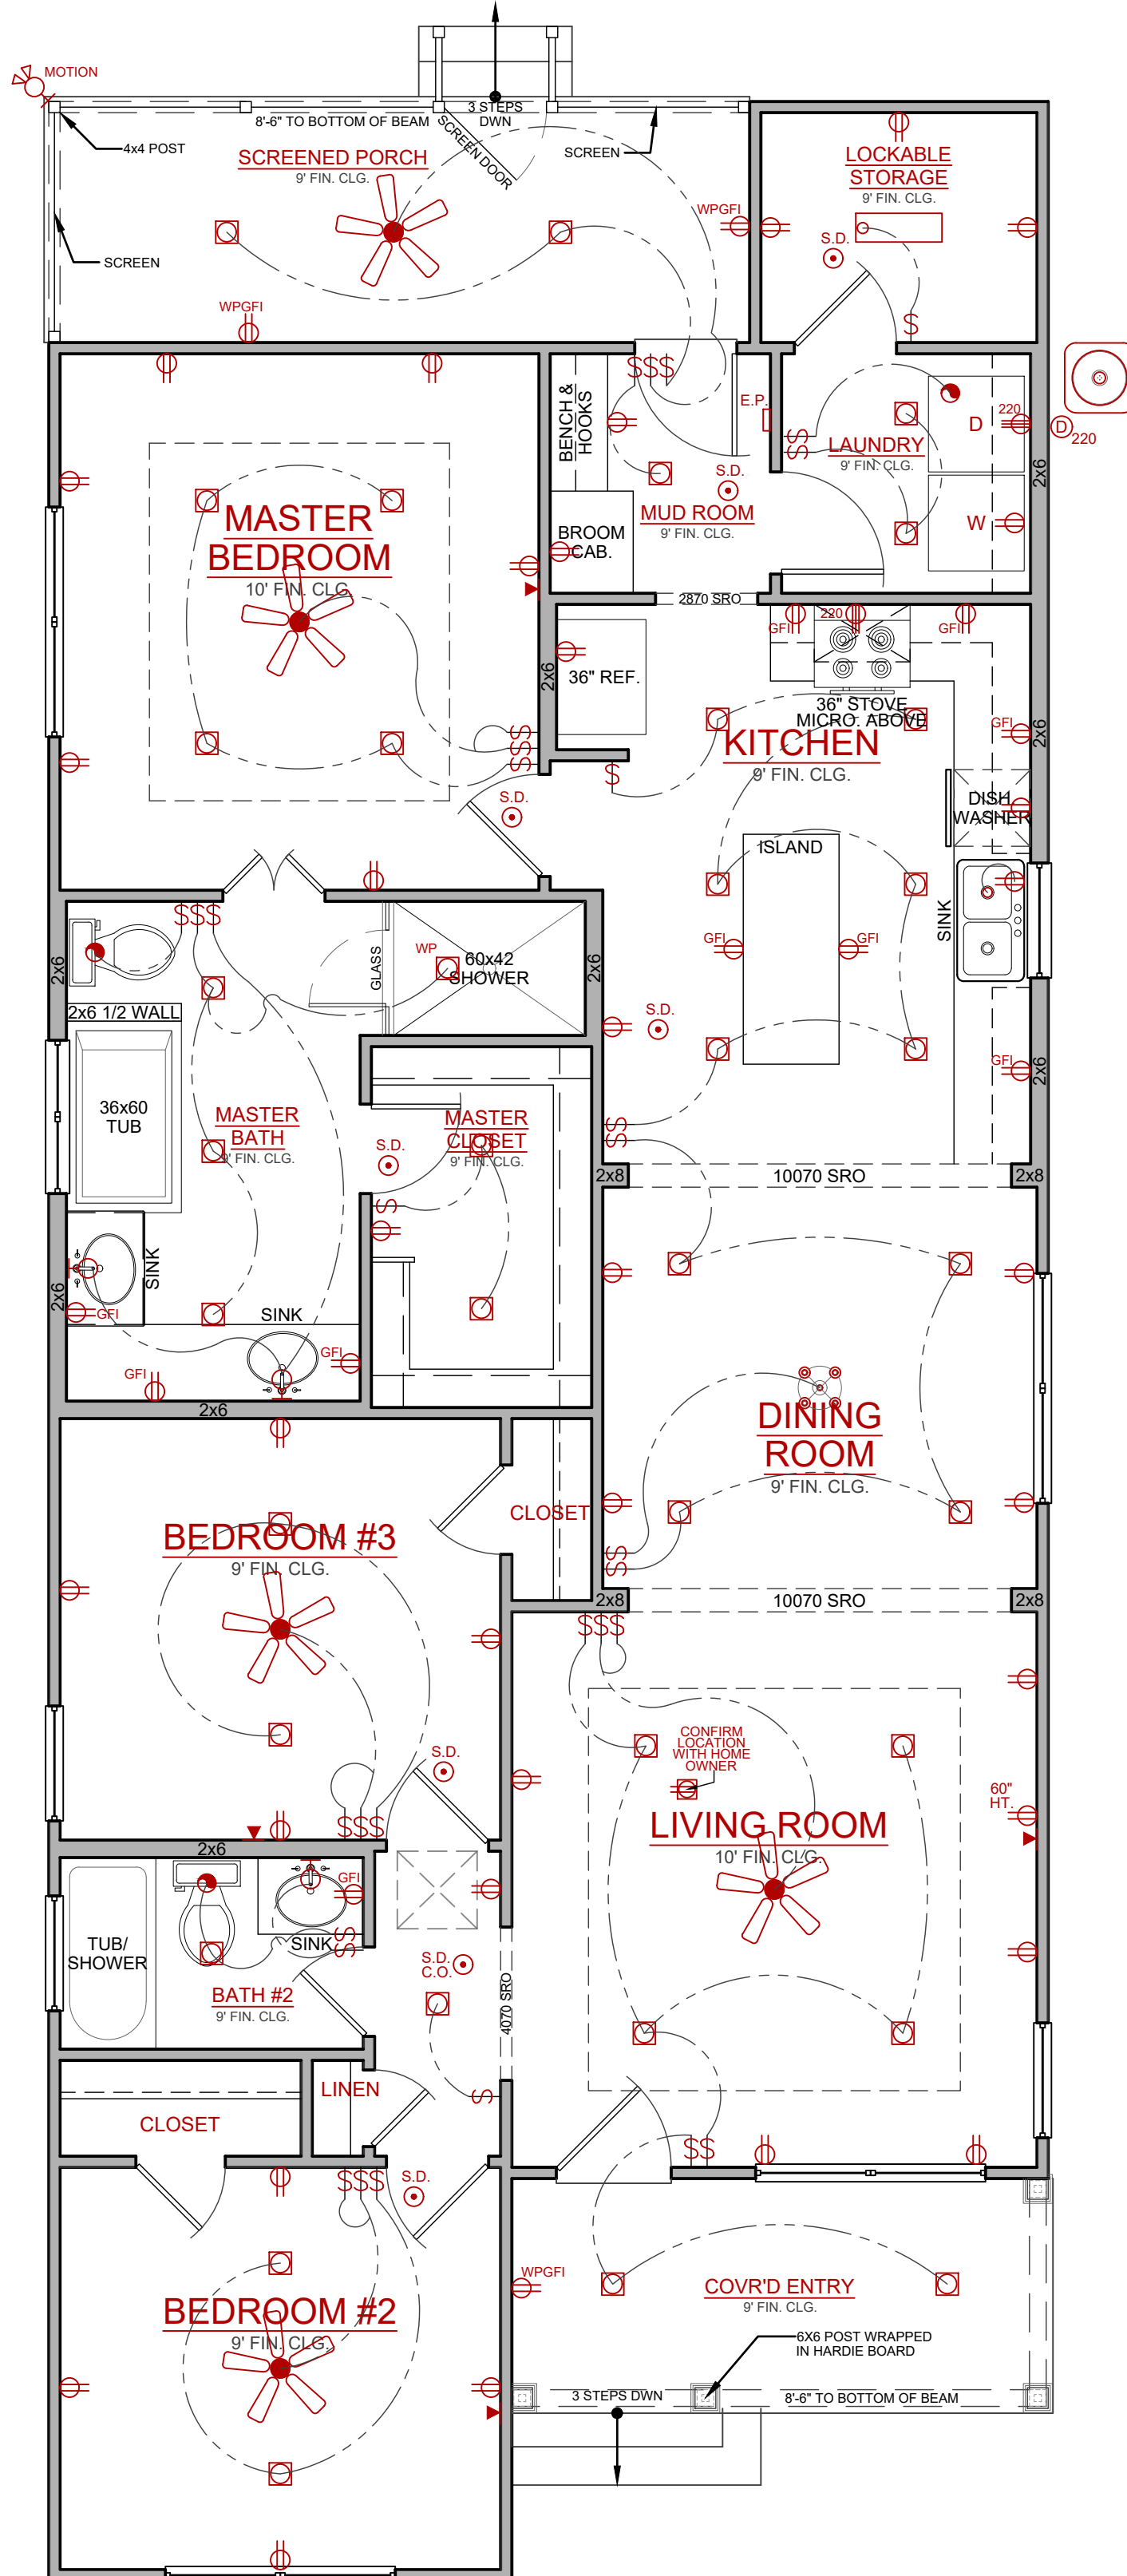 MOTION
3 STEPS
DWN
8'-6" TO BOTTOM OF BEAM
SCREEN DOOR
4x4 POST
SCREENED PORCH
9' FIN. CLG.
SCREEN
LOCKABLE
STORAGE
9' FIN. CLG.
WPGFI
S.D.
SCREEN
WPGFI
$
$$$
BENCH &
HOOKS
E.P.
$$
LAUNDRY
9' FIN. CLG.
D
220
D
220
2x6
S.D.
MUD ROOM
9' FIN. CLG.
W
BROOM
CAB.
MASTER
BEDROOM
10' FIN. CLG.
2870 SRO
GFI
220
GFI
2x6
36" REF.
36" STOVE
MICRO. ABOVE
KITCHEN
9' FIN. CLG.
GFI
2x6
$$$
$
S.D.
DISH
WASHER
ISLAND
SINK
GFI
GFI
$$$
2x6
GLASS
WP
60x42
SHOWER
2x6
2x6 1/2 WALL
S.D.
GFI
2x6
36x60
TUB
MASTER
BATH
9' FIN. CLG.
S.D.
MASTER
CLOSET
9' FIN. CLG.
$$
2x8
10070 SRO
2x8
$
SINK
2x6
GFI
SINK
GFI
GFI
2x6
DINING
ROOM
9' FIN. CLG.
CLOSET
BEDROOM #3
9' FIN. CLG.
$$
2x8
10070 SRO
2x8
$$$
CONFIRM
LOCATION
WITH HOME
OWNER
S.D.
60"
HT.
LIVING ROOM
10' FIN. CLG.
$$$
2x6
GFI
$$
TUB/
SHOWER
SINK
BATH #2
9' FIN. CLG.
S.D.
C.O.
4070 SRO
LINEN
$
CLOSET
$$
$$$
S.D.
WPGFI
COVR'D ENTRY
9' FIN. CLG.
BEDROOM #2
9' FIN. CLG.
6X6 POST WRAPPED
IN HARDIE BOARD
3 STEPS DWN
8'-6" TO BOTTOM OF BEAM